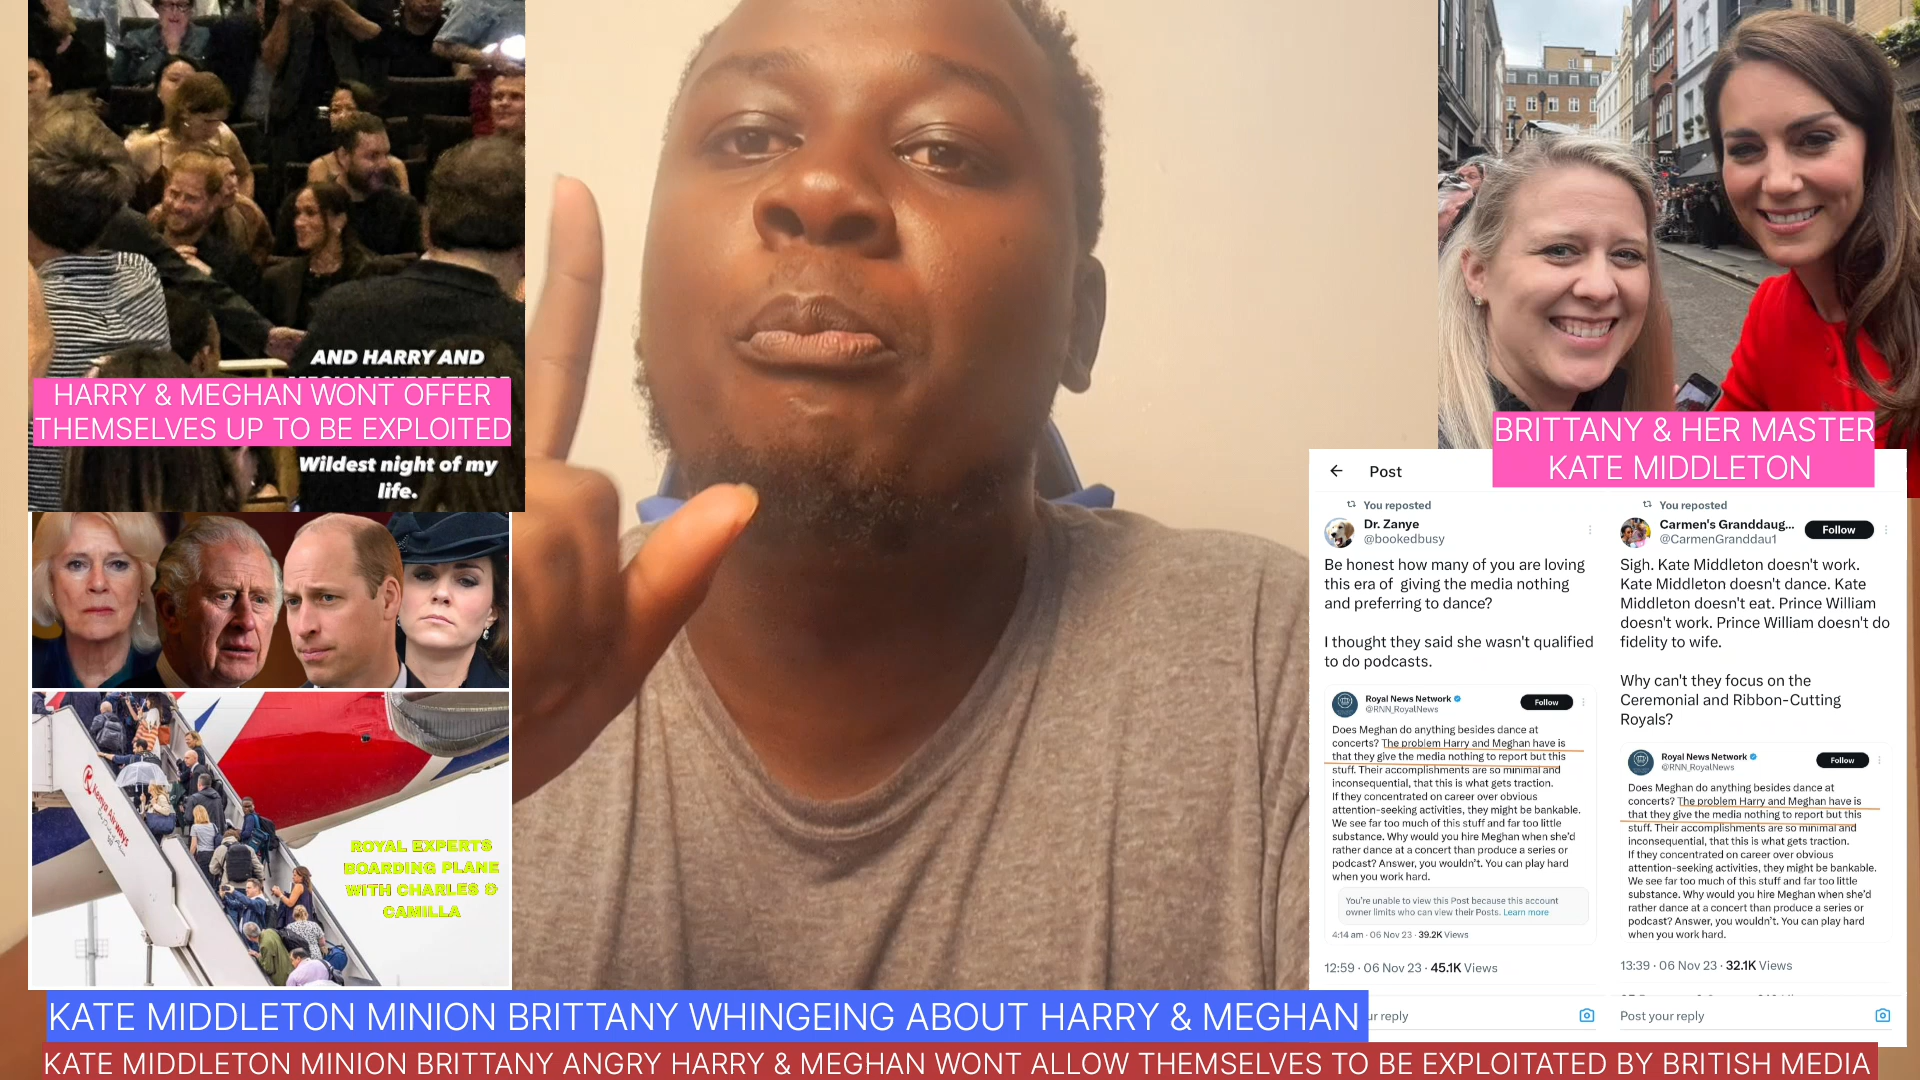 AND HARRY AND
HARRY & MEGHAN WONT OFFER
THEMSELVES UP TO BE EXPLOITED
Wildest night of my
life.
BRITTANY & HER MASTER
KATE MIDDLETON
Kenya Airways
ROYAL EXPERTS
BOARDING PLANE
WITH CHARLES &
CAMILLA
Post
You reposted
Dr. Zanye
@bookedbusy
Be honest how many of you are loving
this era of giving the media nothing
and preferring to dance?
I thought they said she wasn't qualified
to do podcasts.
Royal News Network
@RNN_RoyalNews
Follow
Does Meghan do anything besides dance at
concerts? The problem Harry and Meghan have is
that they give the media nothing to report but this
stuff. Their accomplishments are so minimal and
inconsequential, that this is what gets traction.
If they concentrated on career over obvious
attention-seeking activities, they might be bankable.
We see far too much of this stuff and far too little
substance. Why would you hire Meghan when she'd
rather dance at a concert than produce a series or
podcast? Answer, you wouldn't. You can play hard
when you work hard.
You're unable to view this Post because this account
owner limits who can view their Posts. Learn more
4:14 am · 06 Nov 23 · 39.2K Views
12:59 · 06 Nov 23 · 45.1K Views
ur reply
You reposted
Carmen's Granddaug...
@CarmenGranddau1
Follow
Sigh. Kate Middleton doesn't work.
Kate Middleton doesn't dance. Kate
Middleton doesn't eat. Prince William
doesn't work. Prince William doesn't do
fidelity to wife.
Why can't they focus on the
Ceremonial and Ribbon-Cutting
Royals?
Royal News Network
@RNN_RoyalNews
Follow
Does Meghan do anything besides dance at
concerts? The problem Harry and Meghan have is
that they give the media nothing to report but this
stuff. Their accomplishments are so minimal and
inconsequential, that this is what gets traction.
If they concentrated on career over obvious
attention-seeking activities, they might be bankable.
We see far too much of this stuff and far too little
substance. Why would you hire Meghan when she'd
rather dance at a concert than produce a series or
podcast? Answer, you wouldn't. You can play hard
when you work hard.
13:39 · 06 Nov 23 · 32.1K Views
Post your reply
KATE MIDDLETON MINION BRITTANY WHINGEING ABOUT HARRY & MEGHAN
KATE MIDDLETON MINION BRITTANY ANGRY HARRY & MEGHAN WONT ALLOW THEMSELVES TO BE EXPLOITATED BY BRITISH MEDIA